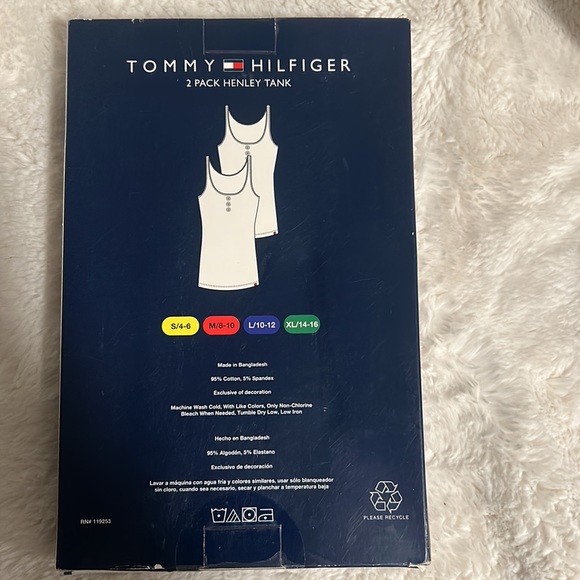 TOMMY HILFIGER
2 PACK HENLEY TANK
S/4-6 M/8-10 L/10-12 XL/14-16
Made in Bangladesh
95% Cotton, 5% Spandex
Exclusive of decoration
Machine Wash Cold, With Like Colors, Only Non-Chlorine
Bleach When Needed, Tumble Dry Low, Low Iron
Hecho en Bangladesh
95% Algodón, 5% Elastano
Exclusivo de decoración
Lavar a máquina con agua fría y colores similares, usar sólo blanqueador
sin cloro, cuando sea necesario, secar y planchar a temperatura baja
RN# 119253
PLEASE RECYCLE